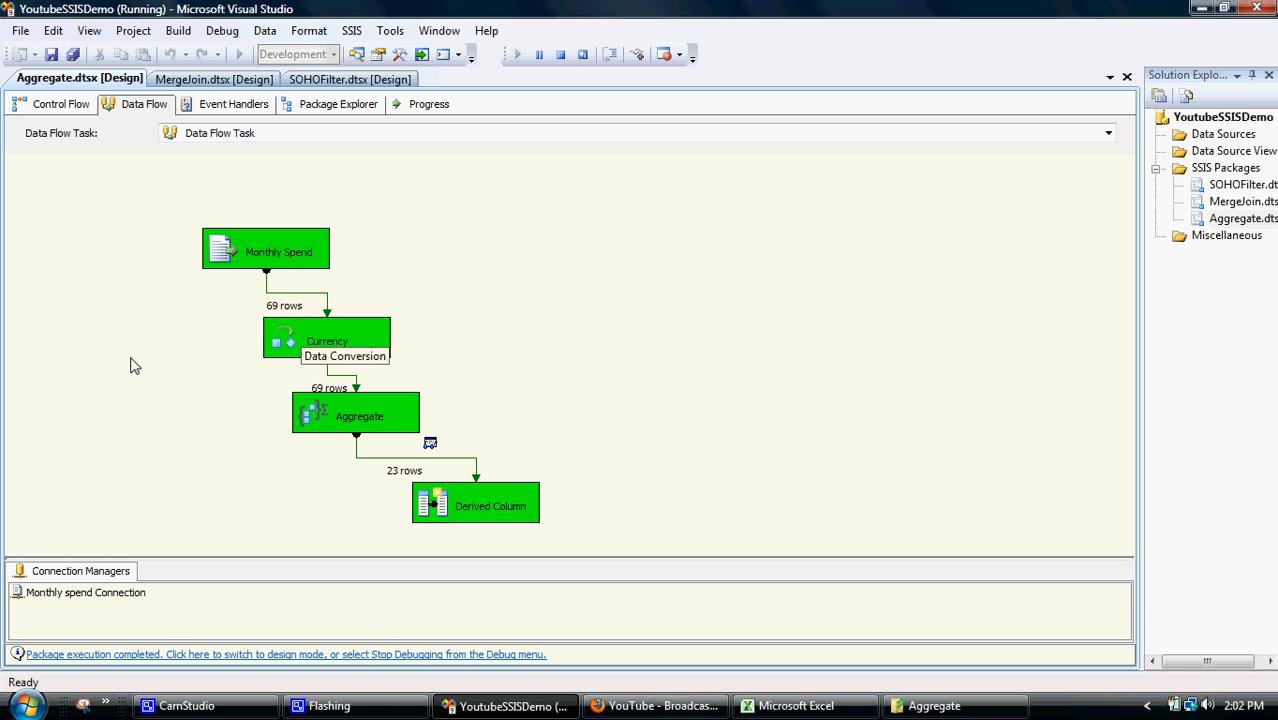 YoutubeSSISDemo (Running) - Microsoft Visual Studio
File Edit View Project Build Debug Data Format SSIS Tools Window Help
Development
Aggregate.dtsx [Design] MergeJoin.dtsx [Design] SOHOFilter.dtsx [Design]
Control Flow Data Flow Event Handlers Package Explorer Progress
Data Flow Task: Data Flow Task
Monthly Spend
69 rows
Currency
Data Conversion
69 rows
Aggregate
23 rows
Derived Column
Connection Managers
Monthly spend Connection
Package execution completed. Click here to switch to design mode, or select Stop Debugging from the Debug menu.
Solution Explo...
YoutubeSSISDemo
Data Sources
Data Source View
SSIS Packages
SOHOFilter.dt
MergeJoin.dts
Aggregate.dts
Miscellaneous
Ready
CamStudio Flashing YoutubeSSISDemo (... YouTube - Broadcas... Microsoft Excel Aggregate 2:02 PM